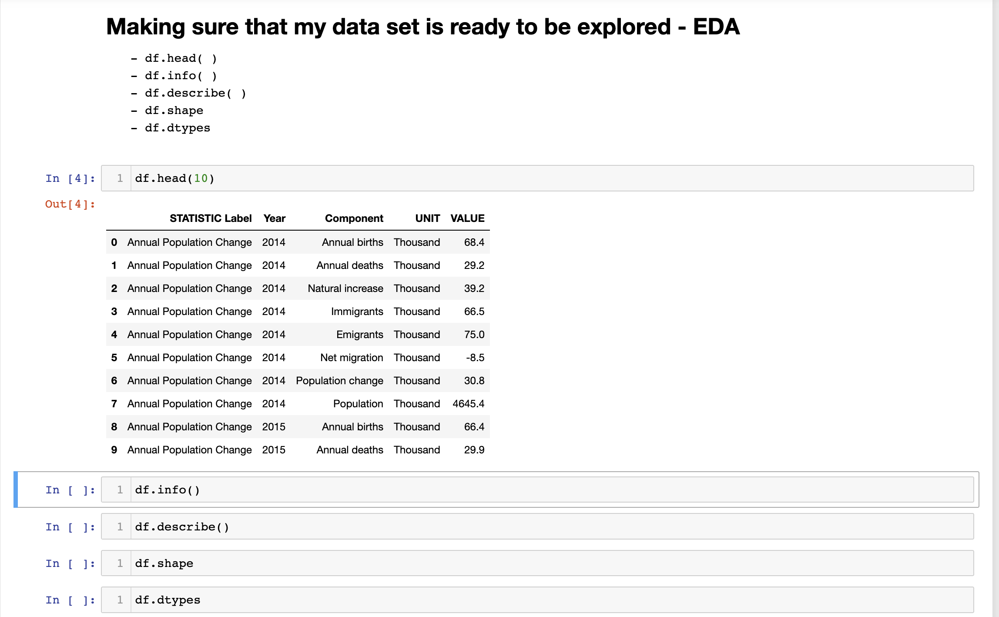 Making sure that my data set is ready to be explored - EDA
- df.head( )
- df.info( )
- df.describe( )
- df.shape
- df.dtypes
In [4]: 1 df.head(10)
Out[4]:
STATISTIC Label Year Component UNIT VALUE
0 Annual Population Change 2014 Annual births Thousand 68.4
1 Annual Population Change 2014 Annual deaths Thousand 29.2
2 Annual Population Change 2014 Natural increase Thousand 39.2
3 Annual Population Change 2014 Immigrants Thousand 66.5
4 Annual Population Change 2014 Emigrants Thousand 75.0
5 Annual Population Change 2014 Net migration Thousand -8.5
6 Annual Population Change 2014 Population change Thousand 30.8
7 Annual Population Change 2014 Population Thousand 4645.4
8 Annual Population Change 2015 Annual births Thousand 66.4
9 Annual Population Change 2015 Annual deaths Thousand 29.9
In [ ]: 1 df.info()
In [ ]: 1 df.describe()
In [ ]: 1 df.shape
In [ ]: 1 df.dtypes